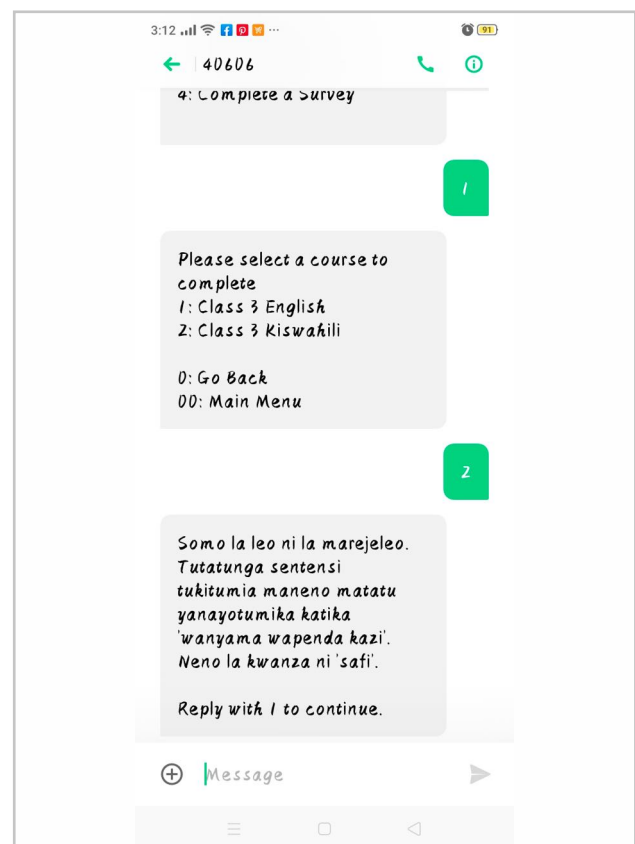 3:12
91
40606
4: Complete a Survey
1
Please select a course to
complete
1: Class 3 English
2: Class 3 Kiswahili
0: Go Back
00: Main Menu
2
Somo la leo ni la marejeleo.
Tutatunga sentensi
tukitumia maneno matatu
yanayotumika katika
'wanyama wapenda kazi'.
Neno la kwanza ni 'safi'.
Reply with 1 to continue.
Message